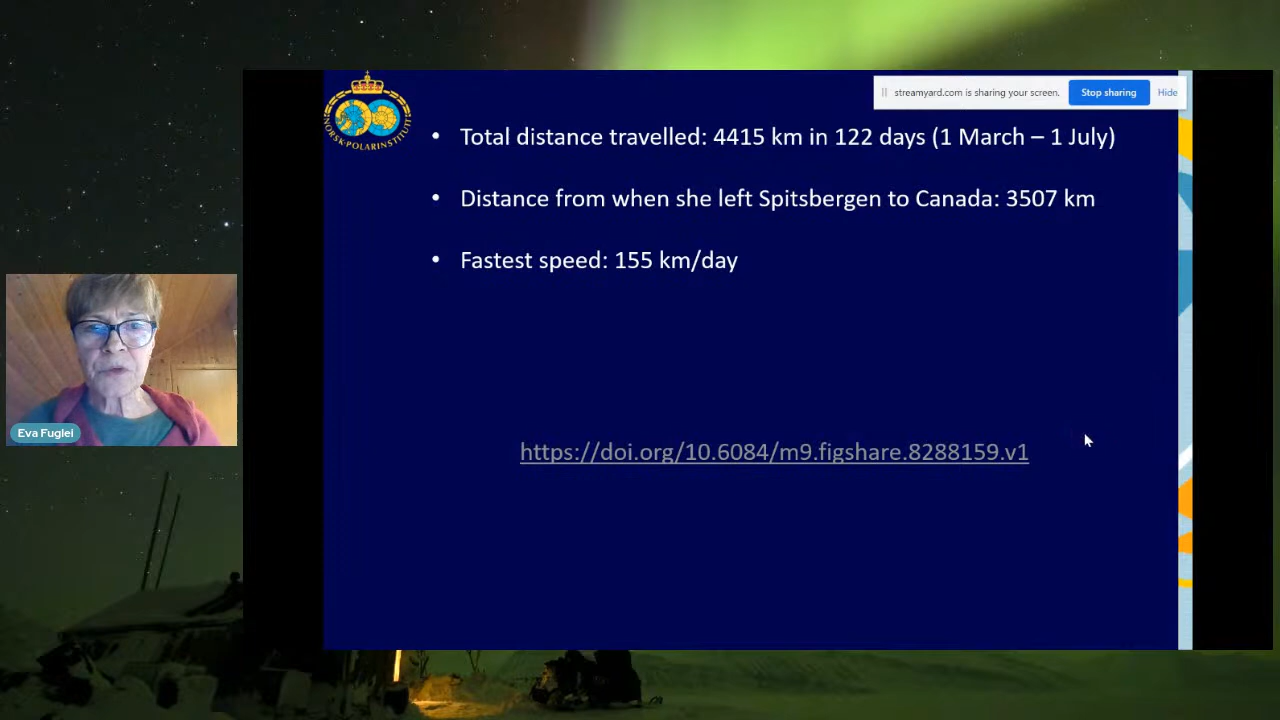 NORSK·POLARINSTITUTT
streamyard.com is sharing your screen.
Stop sharing
Hide
• Total distance travelled: 4415 km in 122 days (1 March – 1 July)
• Distance from when she left Spitsbergen to Canada: 3507 km
• Fastest speed: 155 km/day
https://doi.org/10.6084/m9.figshare.8288159.v1
Eva Fuglei